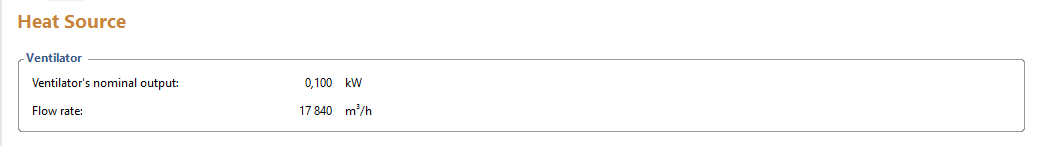 Heat Source
Ventilator
Ventilator's nominal output: 0,100 kW
Flow rate: 17 840 m³/h